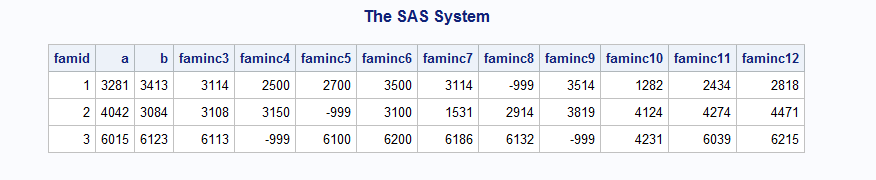 The SAS System
famid a b faminc3 faminc4 faminc5 faminc6 faminc7 faminc8 faminc9 faminc10 faminc11 faminc12
1 3281 3413 3114 2500 2700 3500 3114 -999 3514 1282 2434 2818
2 4042 3084 3108 3150 -999 3100 1531 2914 3819 4124 4274 4471
3 6015 6123 6113 -999 6100 6200 6186 6132 -999 4231 6039 6215